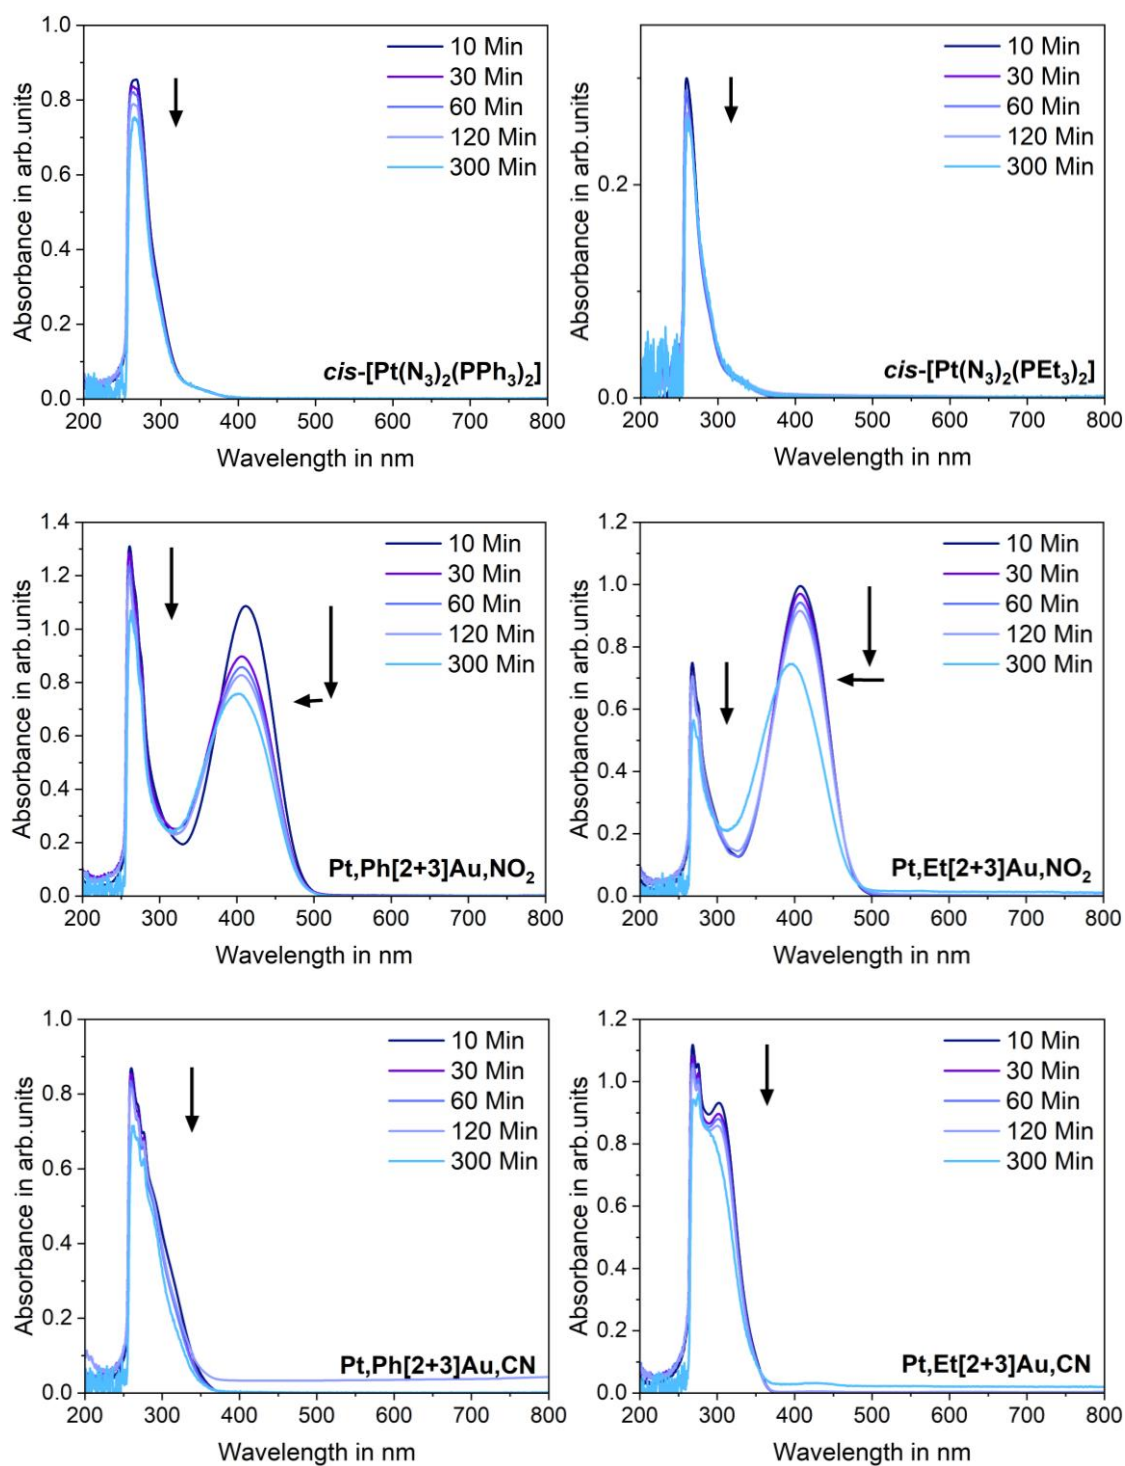 Absorbance in arb.units
1.0
0.8
0.6
0.4
0.2
0.0
10 Min
30 Min
60 Min
120 Min
300 Min
cis-[Pt(N₃)₂(PPh₃)₂]
200 300 400 500 600 700 800
Wavelength in nm
Absorbance in arb.units
0.2
0.0
10 Min
30 Min
60 Min
120 Min
300 Min
cis-[Pt(N₃)₂(PEt₃)₂]
200 300 400 500 600 700 800
Wavelength in nm
Absorbance in arb.units
1.4
1.2
1.0
0.8
0.6
0.4
0.2
0.0
10 Min
30 Min
60 Min
120 Min
300 Min
Pt,Ph[2+3]Au,NO₂
200 300 400 500 600 700 800
Wavelength in nm
Absorbance in arb.units
1.2
1.0
0.8
0.6
0.4
0.2
0.0
10 Min
30 Min
60 Min
120 Min
300 Min
Pt,Et[2+3]Au,NO₂
200 300 400 500 600 700 800
Wavelength in nm
Absorbance in arb.units
1.0
0.8
0.6
0.4
0.2
0.0
10 Min
30 Min
60 Min
120 Min
300 Min
Pt,Ph[2+3]Au,CN
200 300 400 500 600 700 800
Wavelength in nm
Absorbance in arb.units
1.2
1.0
0.8
0.6
0.4
0.2
0.0
10 Min
30 Min
60 Min
120 Min
300 Min
Pt,Et[2+3]Au,CN
200 300 400 500 600 700 800
Wavelength in nm